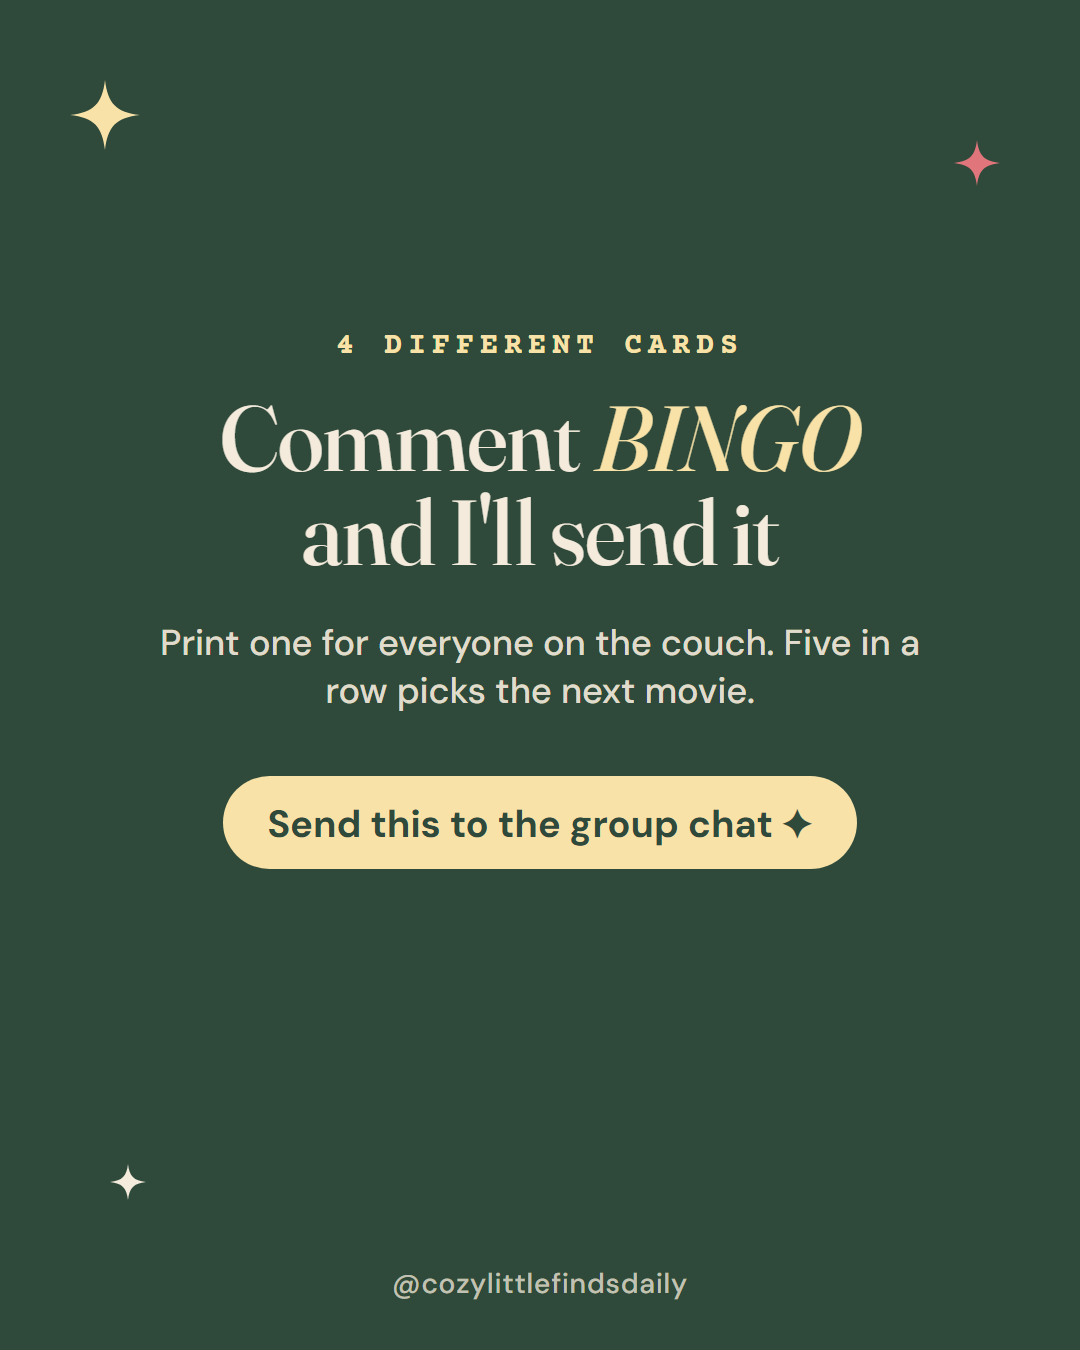 4 DIFFERENT CARDS
Comment BINGO
and I'll send it
Print one for everyone on the couch. Five in a
row picks the next movie.
Send this to the group chat ✦
@cozylittlefindsdaily